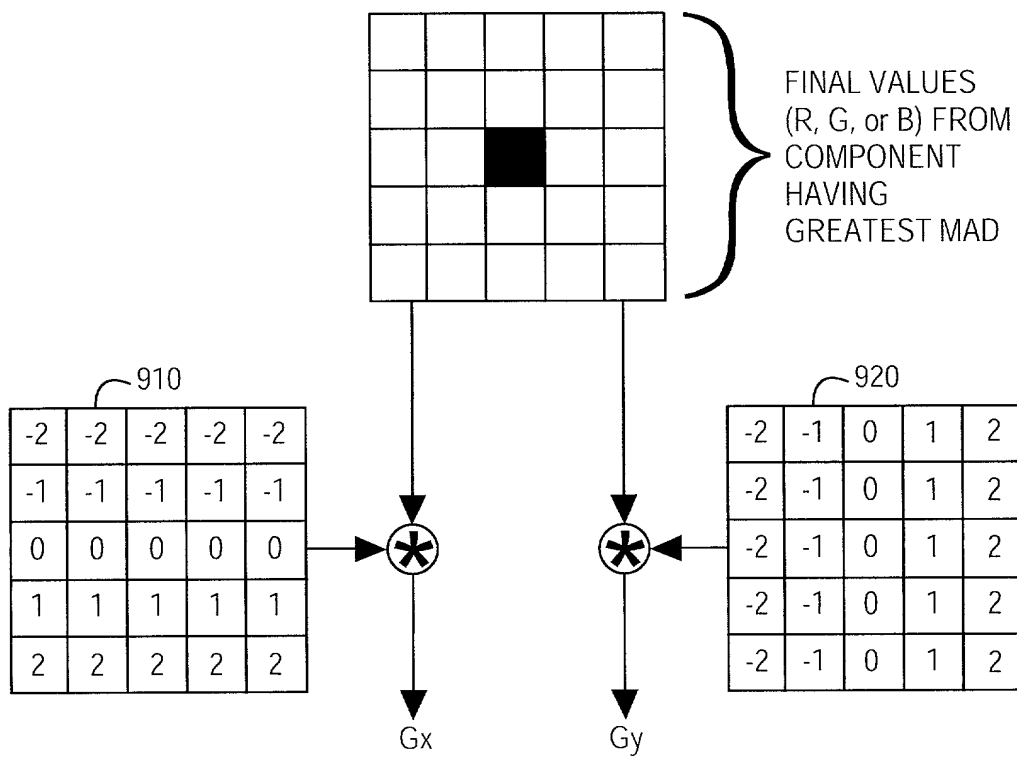 FINAL VALUES
(R, G, or B) FROM
COMPONENT
HAVING
GREATEST MAD
910
-2 -2 -2 -2 -2
-1 -1 -1 -1 -1
0 0 0 0 0
1 1 1 1 1
2 2 2 2 2
*
Gx
920
-2 -1 0 1 2
-2 -1 0 1 2
-2 -1 0 1 2
-2 -1 0 1 2
-2 -1 0 1 2
*
Gy